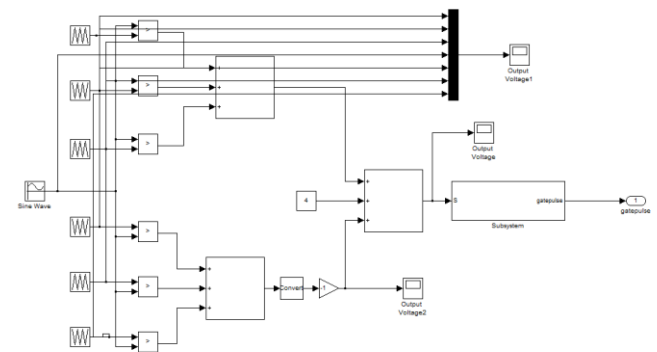 >
Output
Voltage1
>
+
+
+
>
Output
Voltage
Sine Wave
4
+
+
+
S
gatepulse
1
gatepulse
Subsystem
>
+
+
+
>
Convert
-1
Output
Voltage2
>